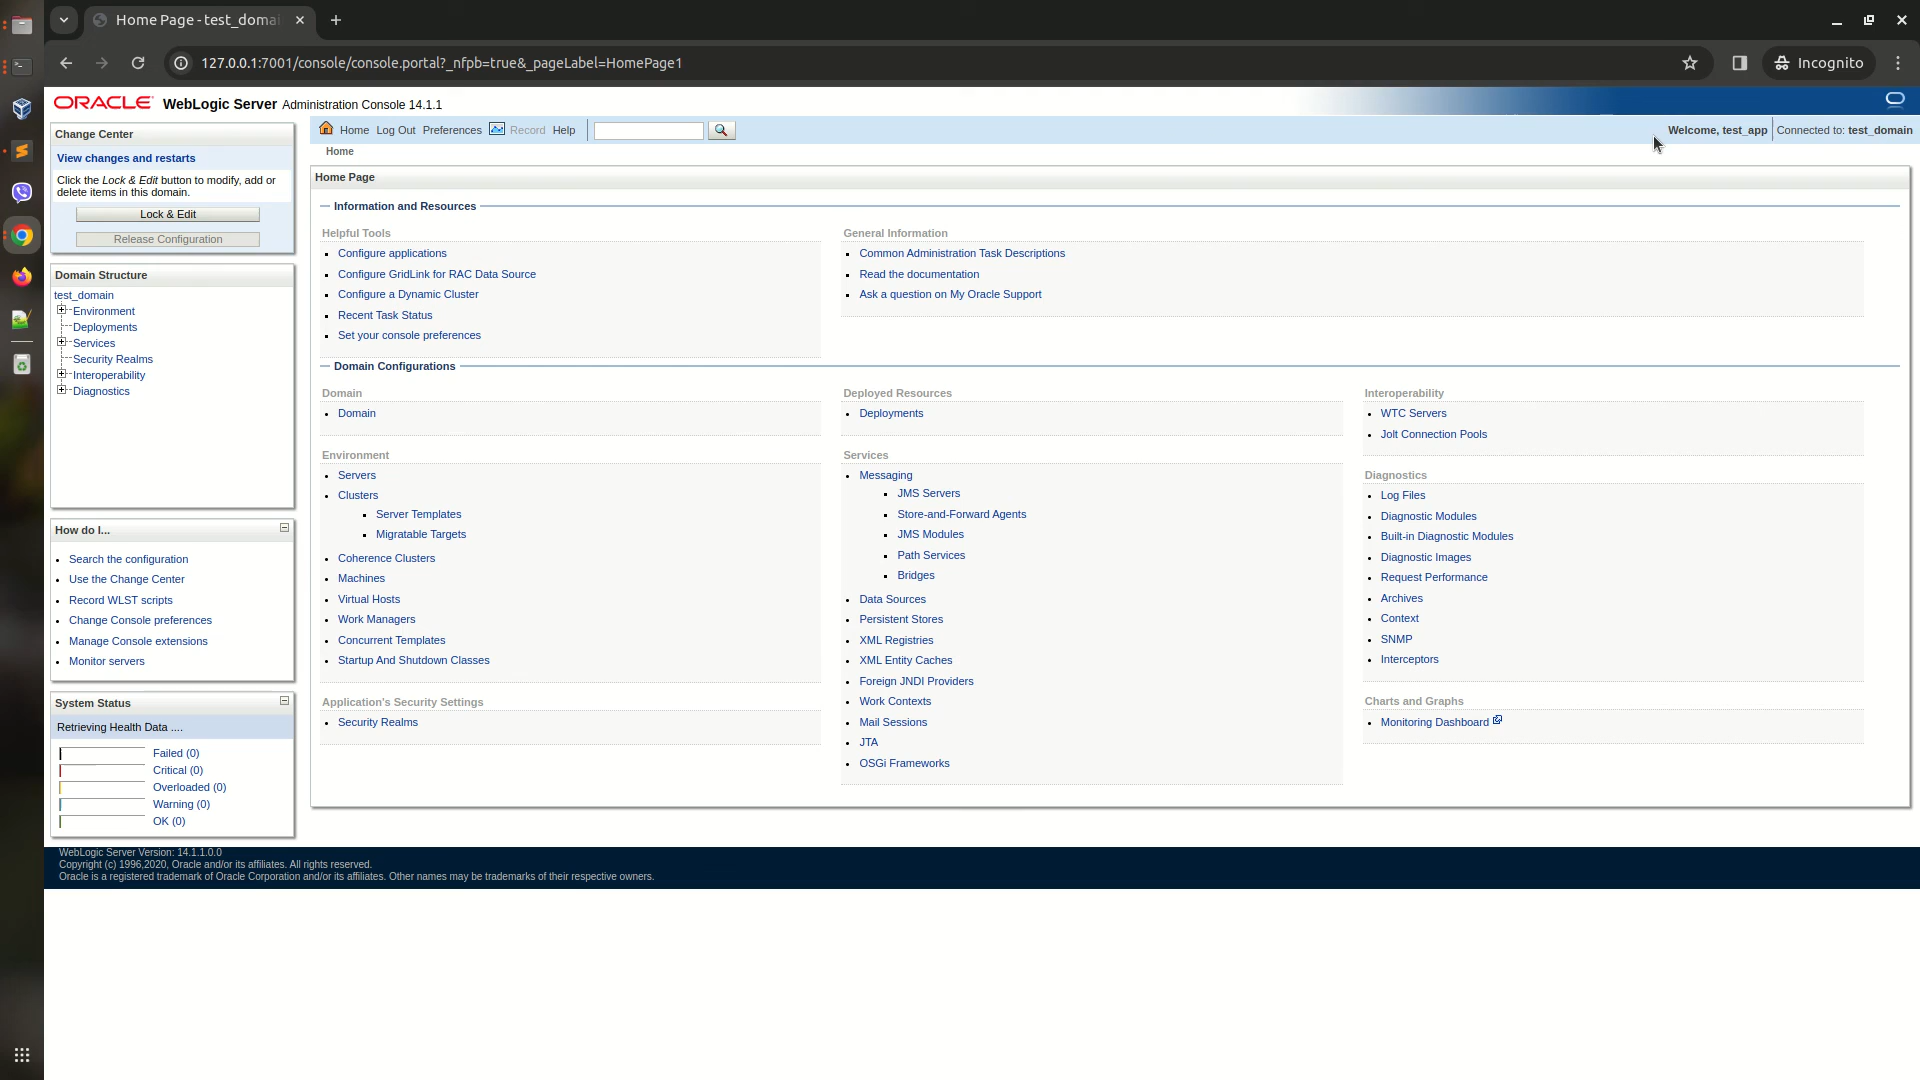 Home Page - test_doma
127.0.0.1:7001/console/console.portal?_nfpb=true&_pageLabel=HomePage1
Incognito
ORACLE WebLogic Server Administration Console 14.1.1
Change Center
View changes and restarts
Click the Lock & Edit button to modify, add or
delete items in this domain.
Lock & Edit
Release Configuration
Domain Structure
test_domain
Environment
Deployments
Services
Security Realms
Interoperability
Diagnostics
How do I...
Search the configuration
Use the Change Center
Record WLST scripts
Change Console preferences
Manage Console extensions
Monitor servers
System Status
Retrieving Health Data ....
Failed (0)
Critical (0)
Overloaded (0)
Warning (0)
OK (0)
Home Log Out Preferences Record Help
Welcome, test_app Connected to: test_domain
Home
Home Page
Information and Resources
Helpful Tools
Configure applications
Configure GridLink for RAC Data Source
Configure a Dynamic Cluster
Recent Task Status
Set your console preferences
General Information
Common Administration Task Descriptions
Read the documentation
Ask a question on My Oracle Support
Domain Configurations
Domain
Domain
Environment
Servers
Clusters
Server Templates
Migratable Targets
Coherence Clusters
Machines
Virtual Hosts
Work Managers
Concurrent Templates
Startup And Shutdown Classes
Application's Security Settings
Security Realms
Deployed Resources
Deployments
Services
Messaging
JMS Servers
Store-and-Forward Agents
JMS Modules
Path Services
Bridges
Data Sources
Persistent Stores
XML Registries
XML Entity Caches
Foreign JNDI Providers
Work Contexts
Mail Sessions
JTA
OSGi Frameworks
Interoperability
WTC Servers
Jolt Connection Pools
Diagnostics
Log Files
Diagnostic Modules
Built-in Diagnostic Modules
Diagnostic Images
Request Performance
Archives
Context
SNMP
Interceptors
Charts and Graphs
Monitoring Dashboard
WebLogic Server Version: 14.1.1.0.0
Copyright (c) 1996,2020, Oracle and/or its affiliates. All rights reserved.
Oracle is a registered trademark of Oracle Corporation and/or its affiliates. Other names may be trademarks of their respective owners.